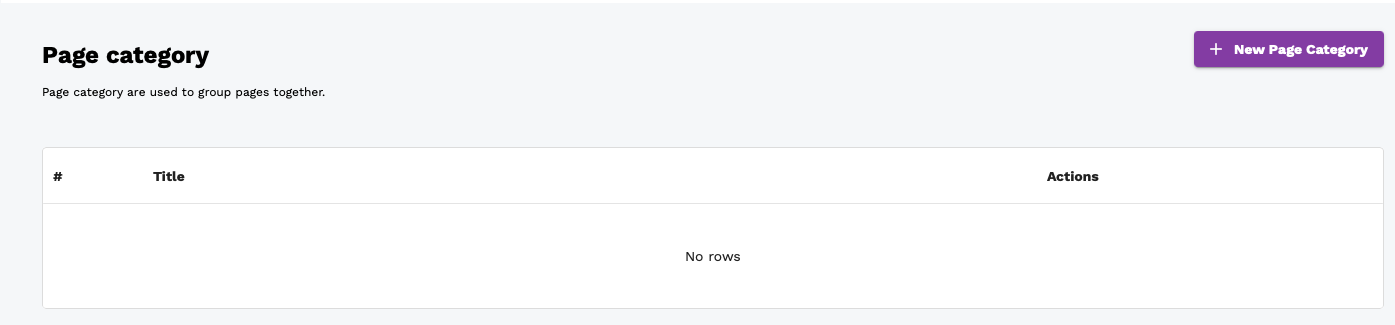 Page category
New Page Category
Page category are used to group pages together.
# Title Actions
No rows